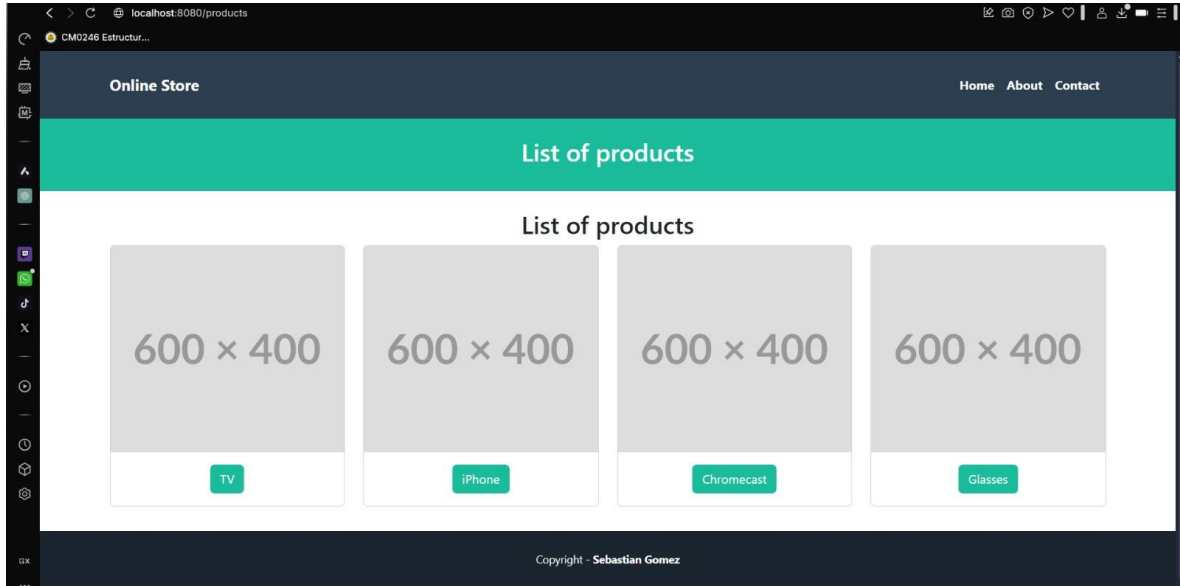 localhost:8080/products
CM0246 Estructur...
Online Store Home About Contact
List of products
List of products
600 × 400 600 × 400 600 × 400 600 × 400
TV iPhone Chromecast Glasses
GX Copyright - Sebastian Gomez